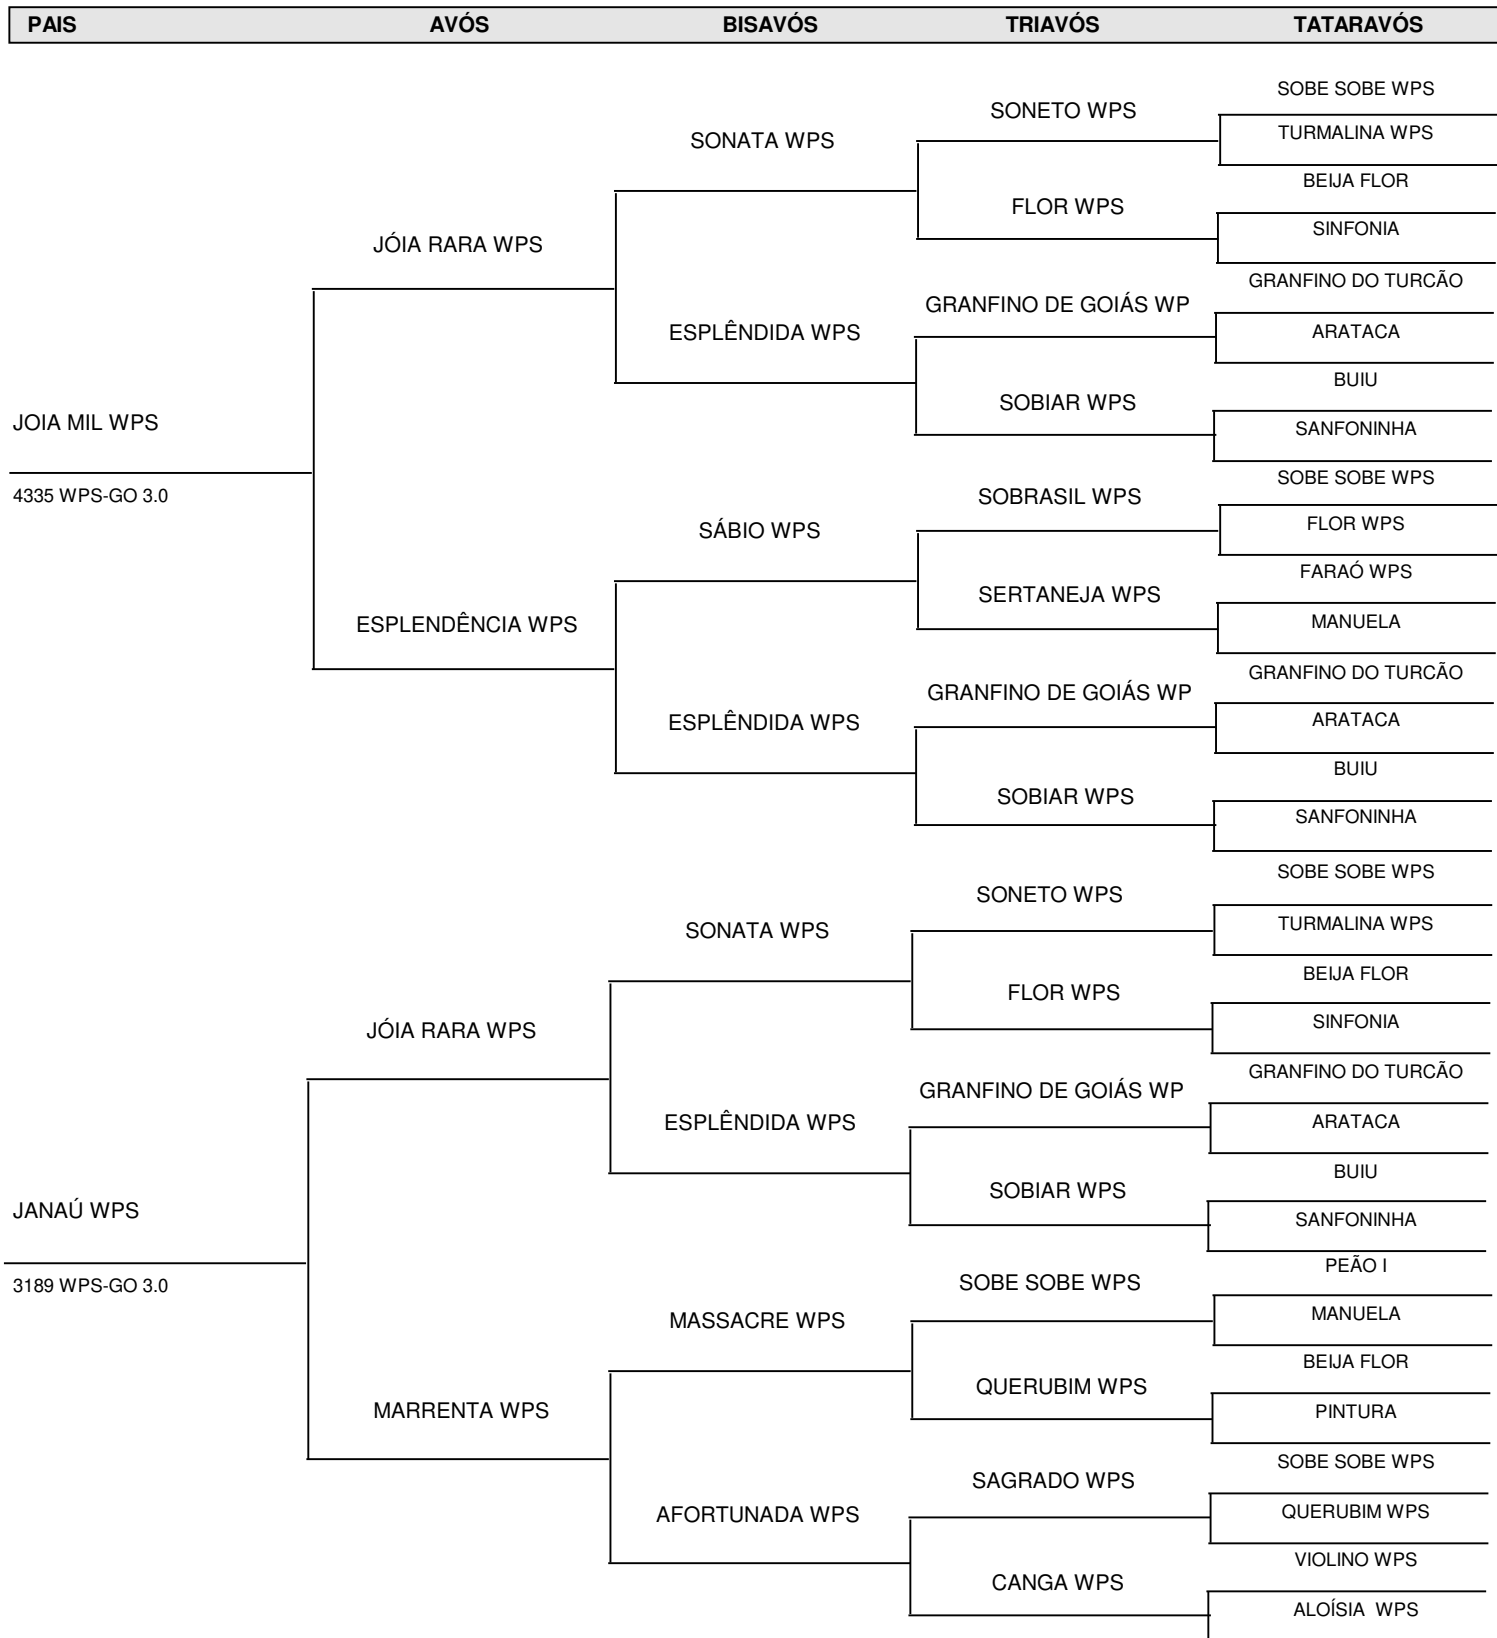 PAIS AVÓS BISAVÓS TRIAVÓS TATARAVÓS
SOBE SOBE WPS
SONETO WPS
TURMALINA WPS
SONATA WPS
BEIJA FLOR
FLOR WPS
SINFONIA
JÓIA RARA WPS
GRANFINO DO TURCÃO
GRANFINO DE GOIÁS WP
ARATACA
ESPLÊNDIDA WPS
BUIU
SOBIAR WPS
SANFONINHA
JOIA MIL WPS
4335 WPS-GO 3.0
SOBE SOBE WPS
SOBRASIL WPS
FLOR WPS
SÁBIO WPS
FARAÓ WPS
SERTANEJA WPS
MANUELA
ESPLENDÊNCIA WPS
GRANFINO DO TURCÃO
GRANFINO DE GOIÁS WP
ARATACA
ESPLÊNDIDA WPS
BUIU
SOBIAR WPS
SANFONINHA
SOBE SOBE WPS
SONETO WPS
TURMALINA WPS
SONATA WPS
BEIJA FLOR
FLOR WPS
SINFONIA
JÓIA RARA WPS
GRANFINO DO TURCÃO
GRANFINO DE GOIÁS WP
ARATACA
ESPLÊNDIDA WPS
BUIU
SOBIAR WPS
SANFONINHA
JANAÚ WPS
3189 WPS-GO 3.0
PEÃO I
SOBE SOBE WPS
MANUELA
MASSACRE WPS
BEIJA FLOR
QUERUBIM WPS
PINTURA
MARRENTA WPS
SOBE SOBE WPS
SAGRADO WPS
QUERUBIM WPS
AFORTUNADA WPS
VIOLINO WPS
CANGA WPS
ALOÍSIA WPS